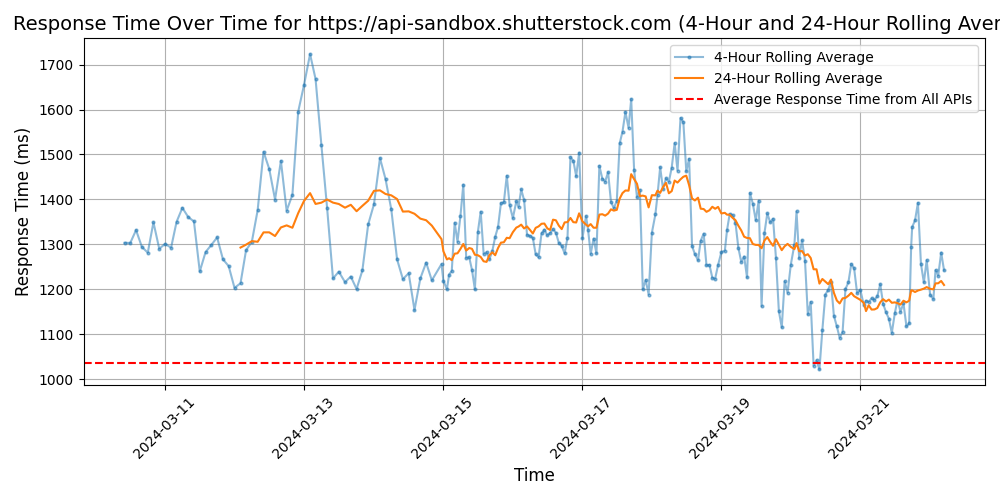 Response Time Over Time for https://api-sandbox.shutterstock.com (4-Hour and 24-Hour Rolling Aver
4-Hour Rolling Average
24-Hour Rolling Average
Average Response Time from All APIs
Response Time (ms)
1700
1600
1500
1400
1300
1200
1100
1000
2024-03-11
2024-03-13
2024-03-15
2024-03-17
2024-03-19
2024-03-21
Time